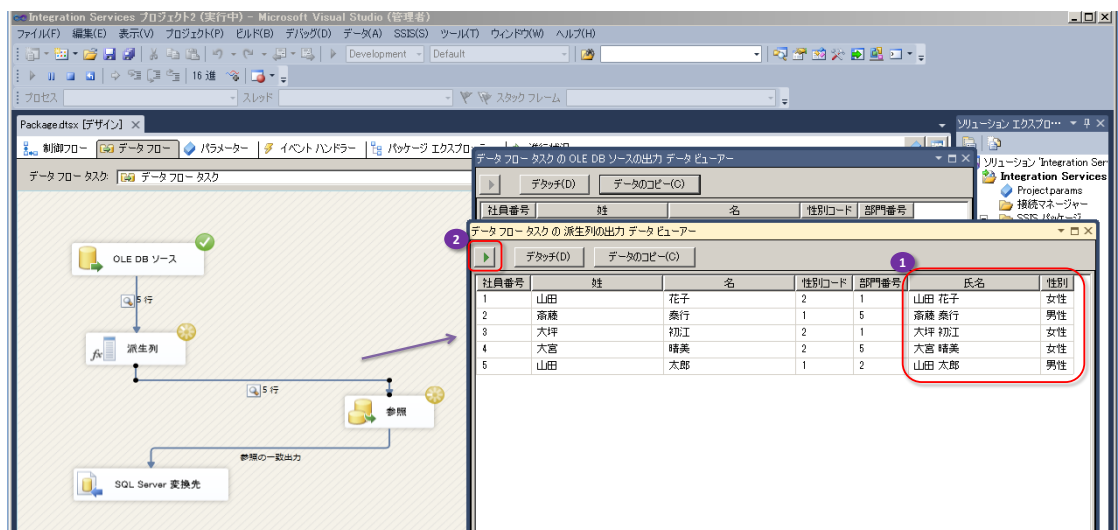 Integration Services プロジェクト2 (実行中) - Microsoft Visual Studio (管理者)
ファイル(F) 編集(E) 表示(V) プロジェクト(P) ビルド(B) デバッグ(D) データ(A) SSIS(S) ツール(T) ウィンドウ(W) ヘルプ(H)
Development Default
16 進
プロセス スレッド スタック フレーム
Package.dtsx [デザイン] ソリューション エクスプロ…
制御フロー データ フロー パラメーター イベント ハンドラー パッケージ エクスプロ
データ フロー タスク: データ フロー タスク
データ フロー タスク の OLE DB ソースの出力 データ ビューアー
デタッチ(D) データのコピー(C)
社員番号 姓 名 性別コード 部門番号
ソリューション 'Integration Ser
Integration Services
Project.params
接続マネージャー
SSIS パッケージ
データ フロー タスク の 派生列の出力 データ ビューアー
2
デタッチ(D) データのコピー(C)
1
社員番号 姓 名 性別コード 部門番号 氏名 性別
1 山田 花子 2 1 山田 花子 女性
2 斎藤 泰行 1 5 斎藤 泰行 男性
3 大坪 初江 2 1 大坪 初江 女性
4 大宮 晴美 2 5 大宮 晴美 女性
5 山田 太郎 1 2 山田 太郎 男性
OLE DB ソース
5 行
fx 派生列
5 行
参照
参照の一致出力
SQL Server 変換先